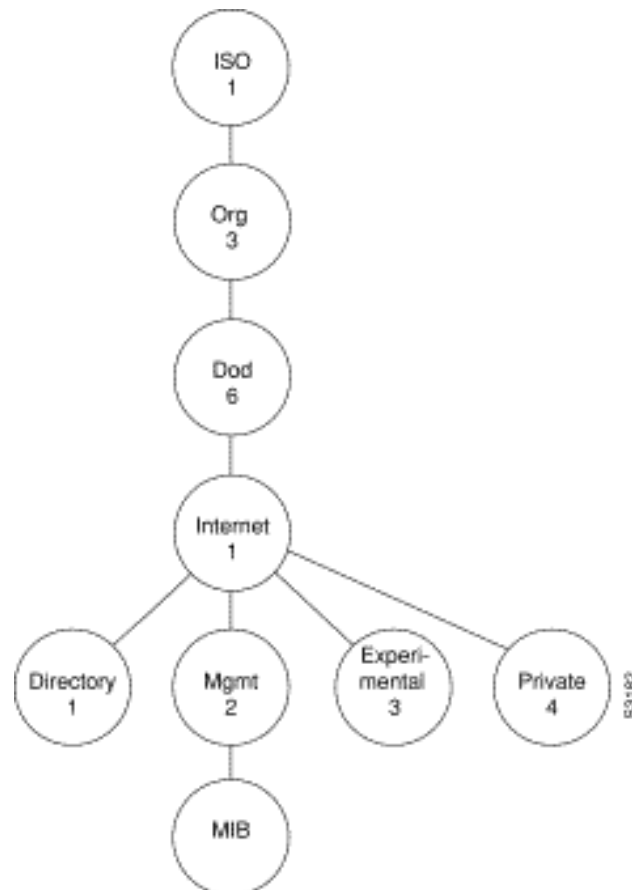 ISO
1
Org
3
Dod
6
Internet
1
Directory
1
Mgmt
2
Experi-
mental
3
Private
4
MIB